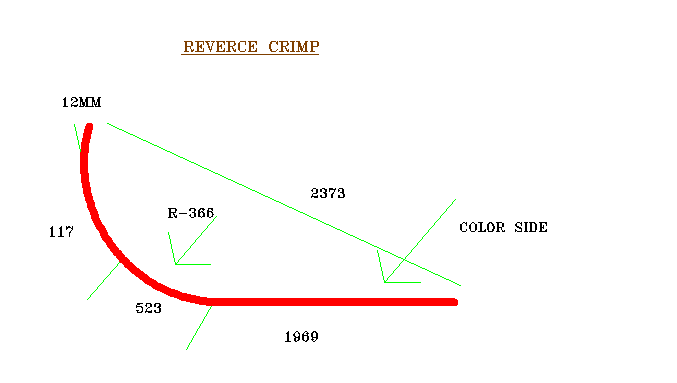 REVERCE CRIMP
12MM
2373
R-366
COLOR SIDE
117
523
1969